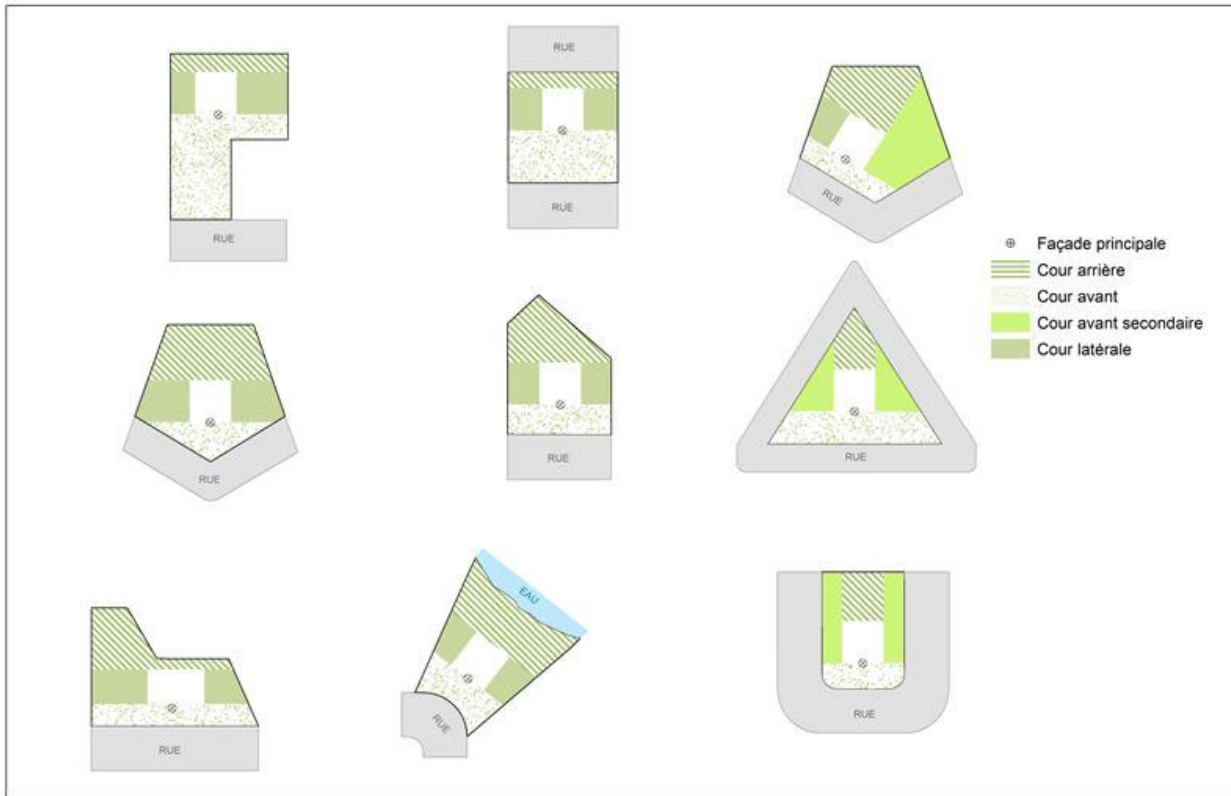 RUE
RUE
RUE
RUE
Façade principale
Cour arrière
Cour avant
Cour avant secondaire
Cour latérale
RUE
RUE
RUE
EAU
RUE
RUE
RUE